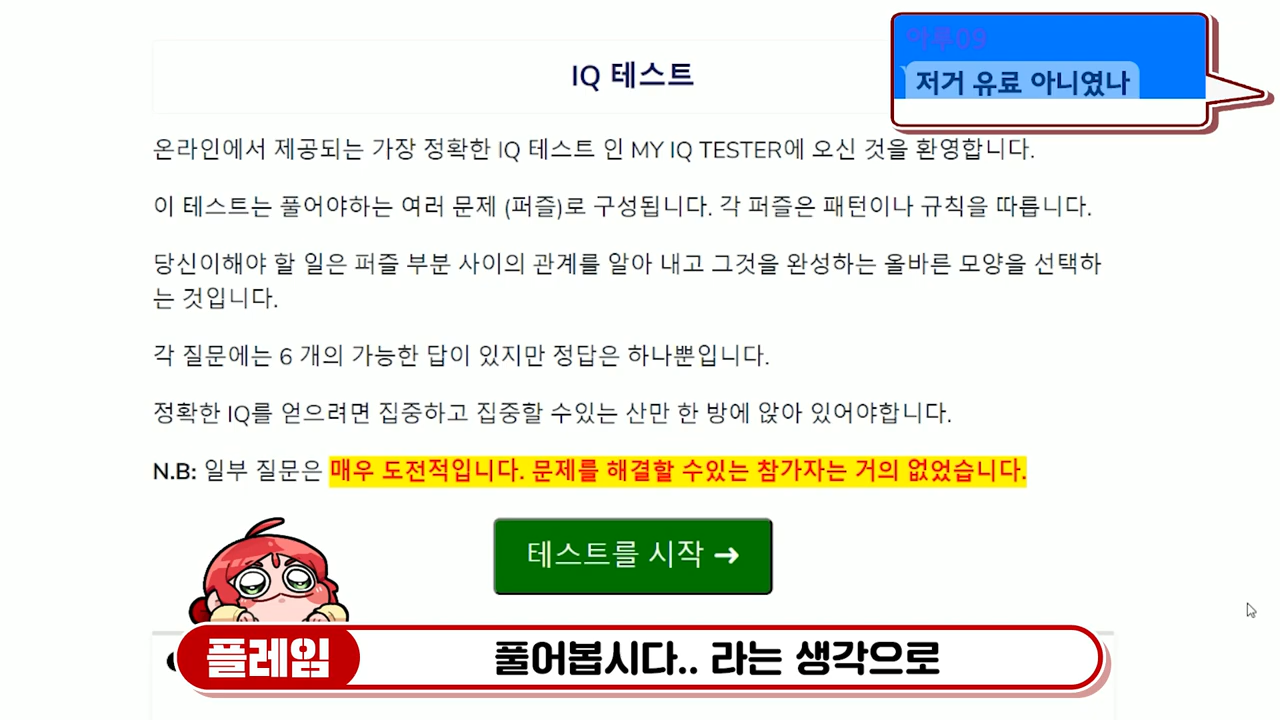 IQ 테스트
야루09
저거 유료 아니였나
온라인에서 제공되는 가장 정확한 IQ 테스트 인 MY IQ TESTER에 오신 것을 환영합니다.
이 테스트는 풀어야하는 여러 문제 (퍼즐)로 구성됩니다. 각 퍼즐은 패턴이나 규칙을 따릅니다.
당신이해야 할 일은 퍼즐 부분 사이의 관계를 알아 내고 그것을 완성하는 올바른 모양을 선택하
는 것입니다.
각 질문에는 6 개의 가능한 답이 있지만 정답은 하나뿐입니다.
정확한 IQ를 얻으려면 집중하고 집중할 수있는 산만 한 방에 앉아 있어야합니다.
N.B: 일부 질문은 매우 도전적입니다. 문제를 해결할 수있는 참가자는 거의 없었습니다.
테스트를 시작 →
플레임
풀어봅시다.. 라는 생각으로